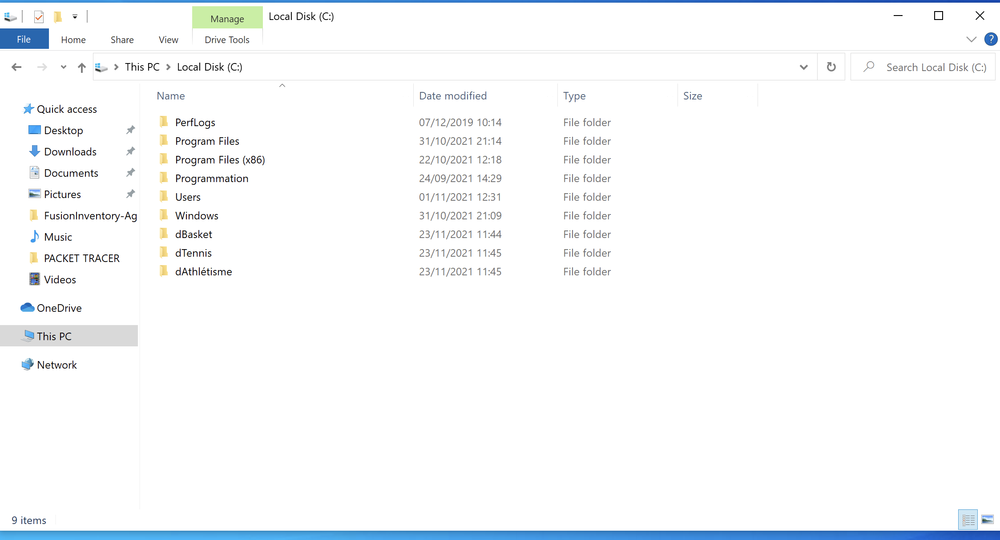 Manage
Local Disk (C:)
File
Home
Share
View
Drive Tools
?
This PC
Local Disk (C:)
Search Local Disk (C:)
Name
Date modified
Type
Size
Quick access
Desktop
Downloads
Documents
Pictures
FusionInventory-Ag
Music
PACKET TRACER
Videos
OneDrive
This PC
Network
PerfLogs 07/12/2019 10:14 File folder
Program Files 31/10/2021 21:14 File folder
Program Files (x86) 22/10/2021 12:18 File folder
Programmation 24/09/2021 14:29 File folder
Users 01/11/2021 12:31 File folder
Windows 31/10/2021 21:09 File folder
dBasket 23/11/2021 11:44 File folder
dTennis 23/11/2021 11:45 File folder
dAthlétisme 23/11/2021 11:45 File folder
9 items